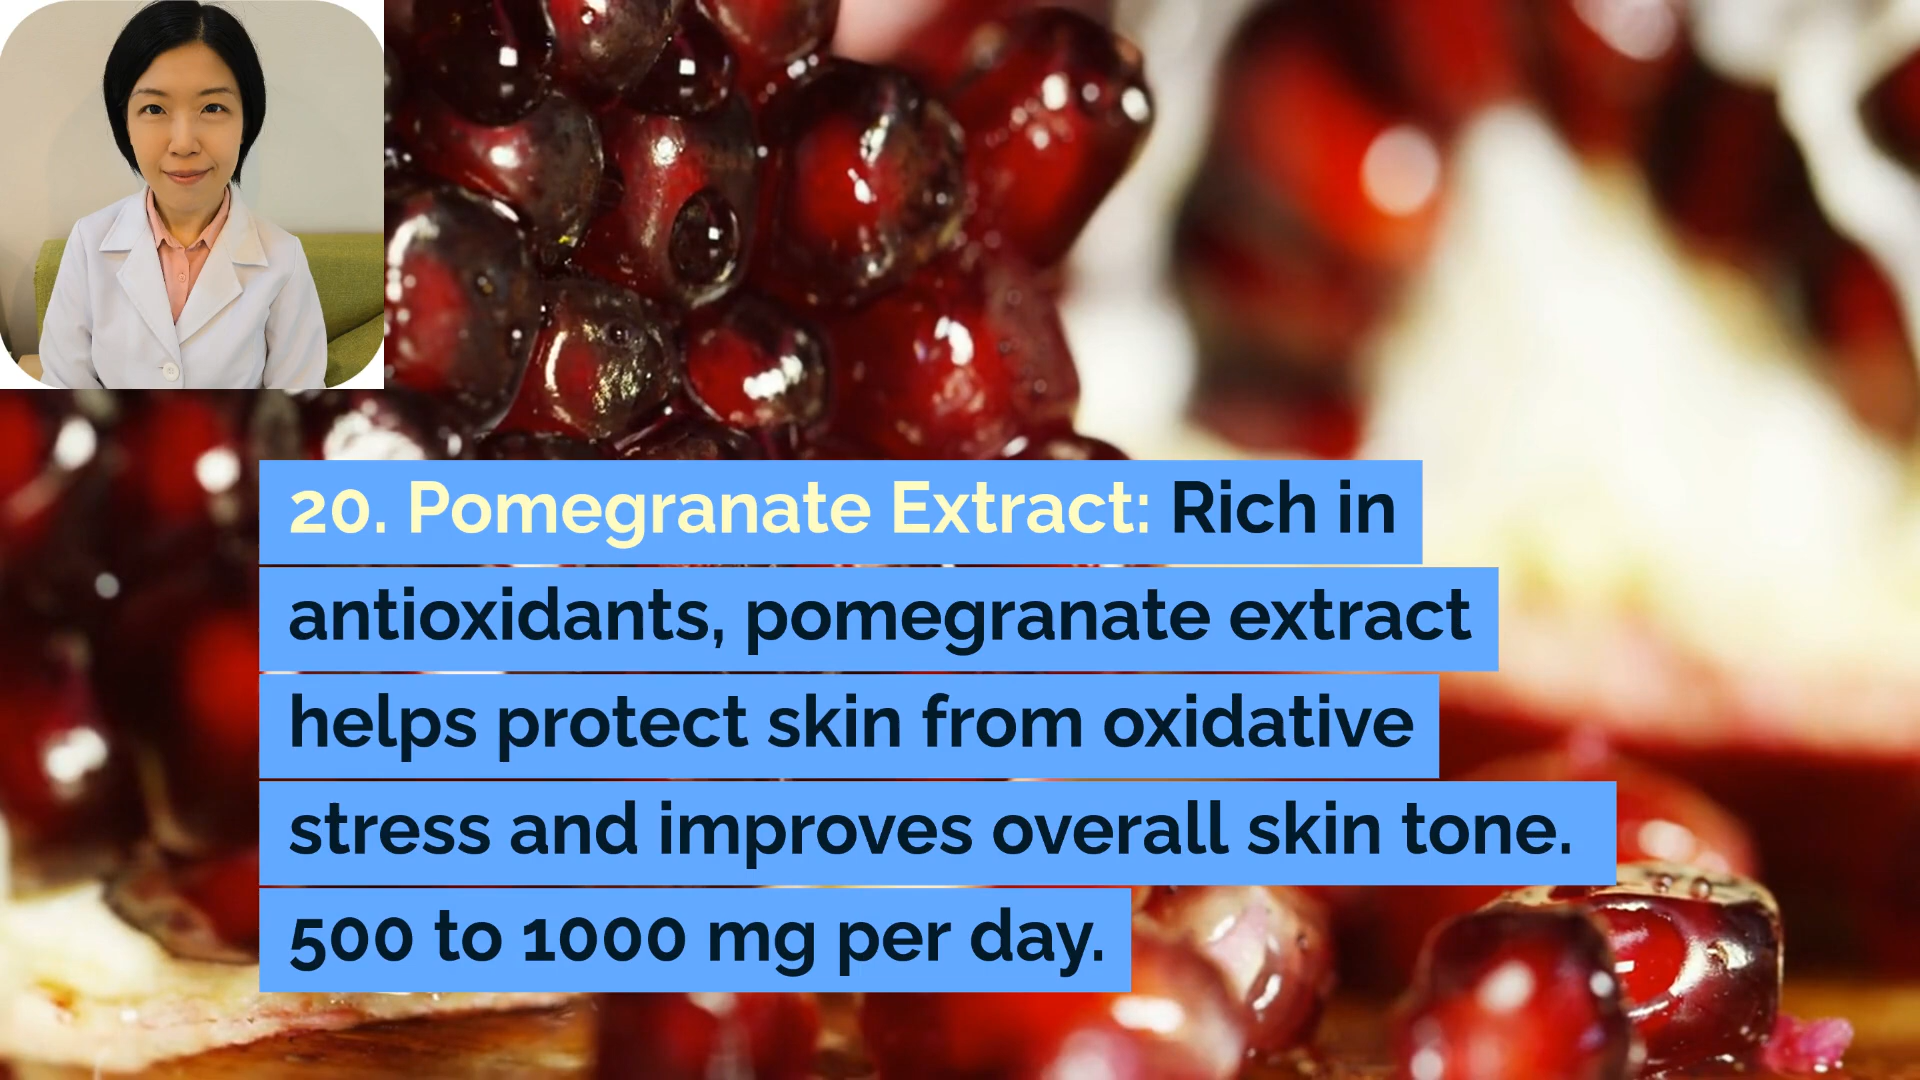 20. Pomegranate Extract: Rich in
antioxidants, pomegranate extract
helps protect skin from oxidative
stress and improves overall skin tone.
500 to 1000 mg per day.